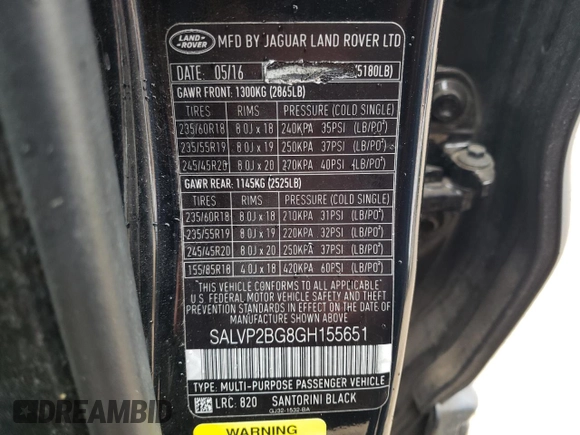 LAND ROVER
MFD BY JAGUAR LAND ROVER LTD
DATE: 05/16 (5180LB)
GAWR FRONT: 1300KG (2865LB)
TIRES RIMS PRESSURE (COLD SINGLE)
235/60R18 8.0J x 18 240KPA 35PSI (LB/PO²)
235/55R19 8.0J x 19 250KPA 37PSI (LB/PO²)
245/45R20 8.0J x 20 270KPA 40PSI (LB/PO²)
GAWR REAR: 1145KG (2525LB)
TIRES RIMS PRESSURE (COLD SINGLE)
235/60R18 8.0J x 18 210KPA 31PSI (LB/PO²)
235/55R19 8.0J x 19 220KPA 32PSI (LB/PO²)
245/45R20 8.0J x 20 250KPA 37PSI (LB/PO²)
155/85R18 4.0J x 18 420KPA 60PSI (LB/PO²)
"THIS VEHICLE CONFORMS TO ALL APPLICABLE
U.S FEDERAL MOTOR VEHICLE SAFETY AND THEFT
PREVENTION STANDARDS IN EFFECT ON THE DATE OF
MANUFACTURE SHOWN ABOVE"
SALVP2BG8GH155651
TYPE: MULTI-PURPOSE PASSENGER VEHICLE
LRC: 820 SANTORINI BLACK
GJ32-1532-BA
WARNING
DREAMBID